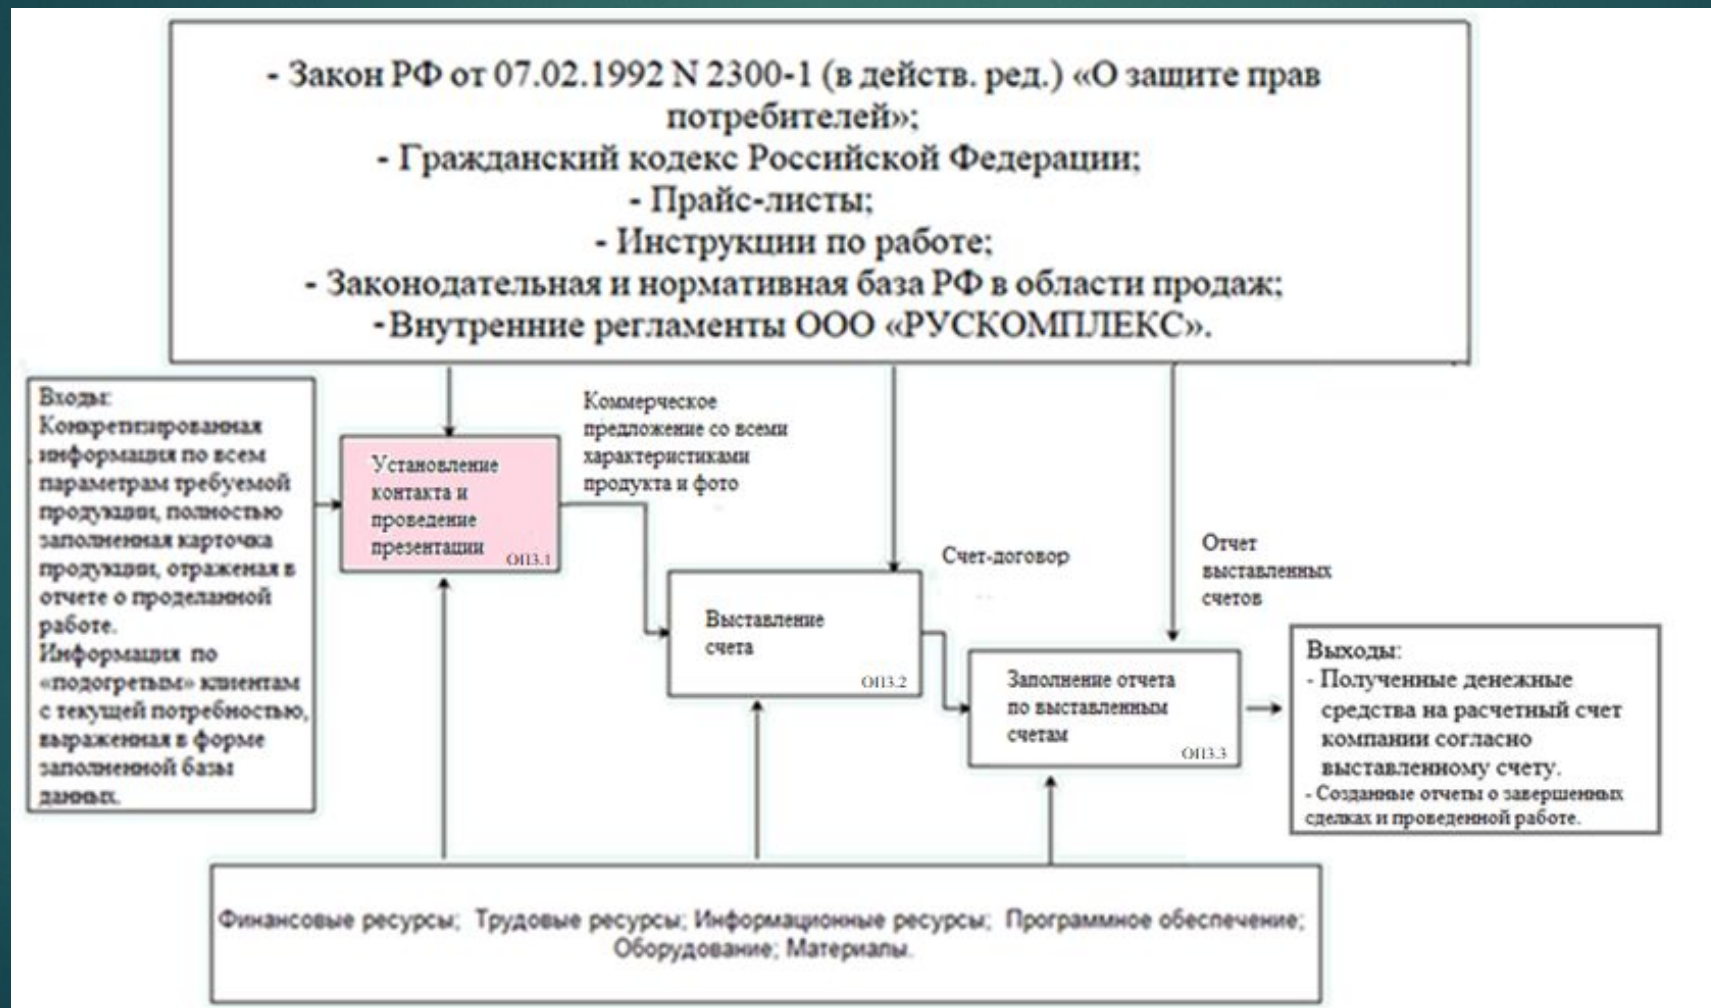 - Закон РФ от 07.02.1992 N 2300-1 (в действ. ред.) «О защите прав
потребителей»;
- Гражданский кодекс Российской Федерации;
- Прайс-листы;
- Инструкции по работе;
- Законодательная и нормативная база РФ в области продаж;
-Внутренние регламенты ООО «РУСКОМПЛЕКС».
Входы:
Конкретизированная
информация по всем
параметрам требуемой
продукции, полностью
заполненная карточка
продукции, отраженая в
отчете о проделанной
работе.
Информация по
«подогретым» клиентам
с текущей потребностью,
выраженная в форме
заполненной базы
данных.
Установление
контакта и
проведение
презентации
ОП3.1
Коммерческое
предложение со всеми
характеристиками
продукта и фото
Выставление
счета
ОП3.2
Счет-договор
Отчет
выставленных
счетов
Заполнение отчета
по выставленным
счетам
ОП3.3
Выходы:
- Полученные денежные
средства на расчетный счет
компании согласно
выставленному счету.
- Созданные отчеты о завершенных
сделках и проведенной работе.
Финансовые ресурсы; Трудовые ресурсы; Информационные ресурсы; Программное обеспечение;
Оборудование; Материалы.